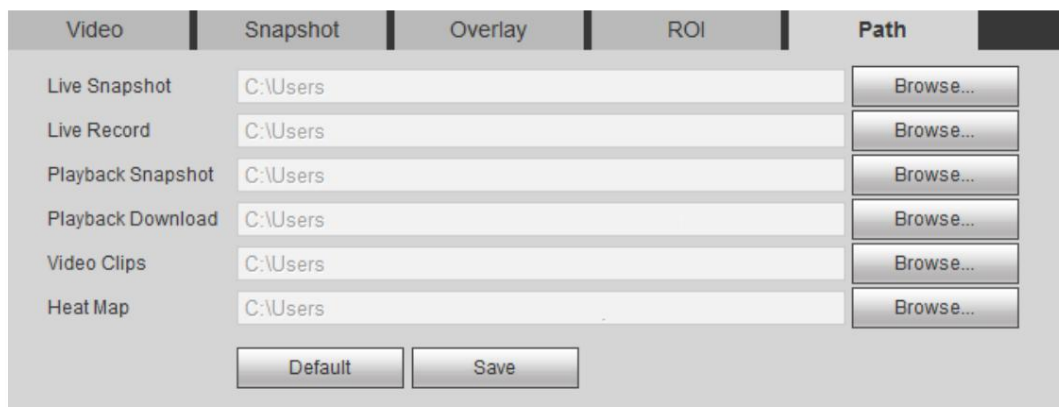 Video Snapshot Overlay ROI Path
Live Snapshot C:\Users Browse...
Live Record C:\Users Browse...
Playback Snapshot C:\Users Browse...
Playback Download C:\Users Browse...
Video Clips C:\Users Browse...
Heat Map C:\Users Browse...
Default Save